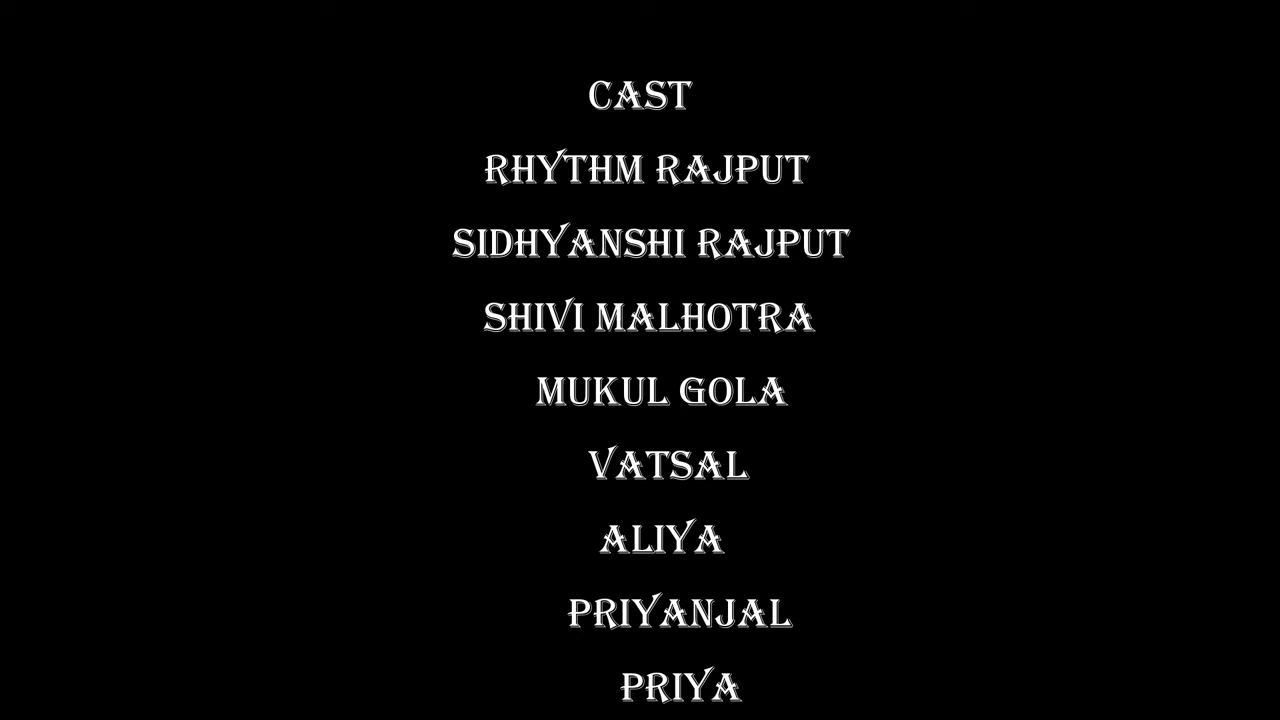 CAST
RHYTHM RAJPUT
SIDHYANSHI RAJPUT
SHIVI MALHOTRA
MUKUL GOLA
VATSAL
ALIYA
PRIYANJAL
PRIYA